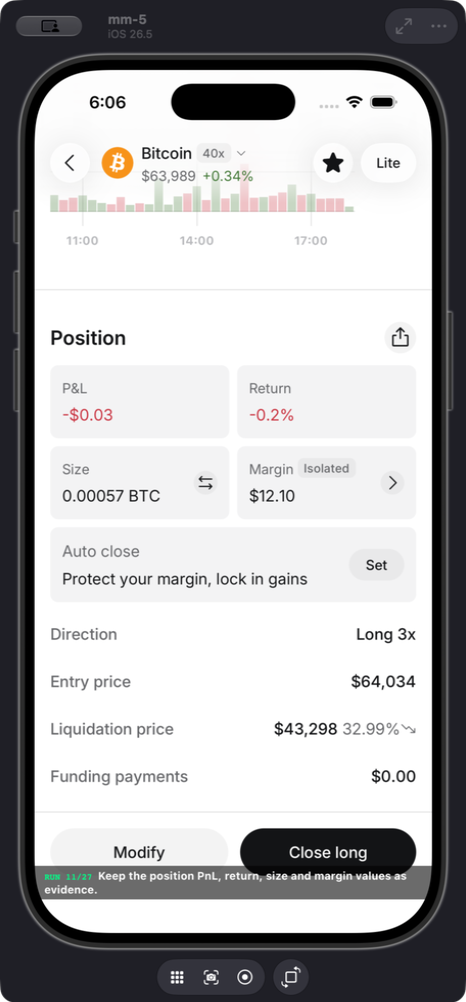 mm-5
iOS 26.5
6:06
Bitcoin 40x
$63,989 +0.34%
Lite
11:00 14:00 17:00
Position
P&L
-$0.03
Return
-0.2%
Size
0.00057 BTC
Margin Isolated
$12.10
Auto close
Protect your margin, lock in gains
Set
Direction Long 3x
Entry price $64,034
Liquidation price $43,298 32.99%
Funding payments $0.00
Modify Close long
RUN 11/27 Keep the position PnL, return, size and margin values as
evidence.